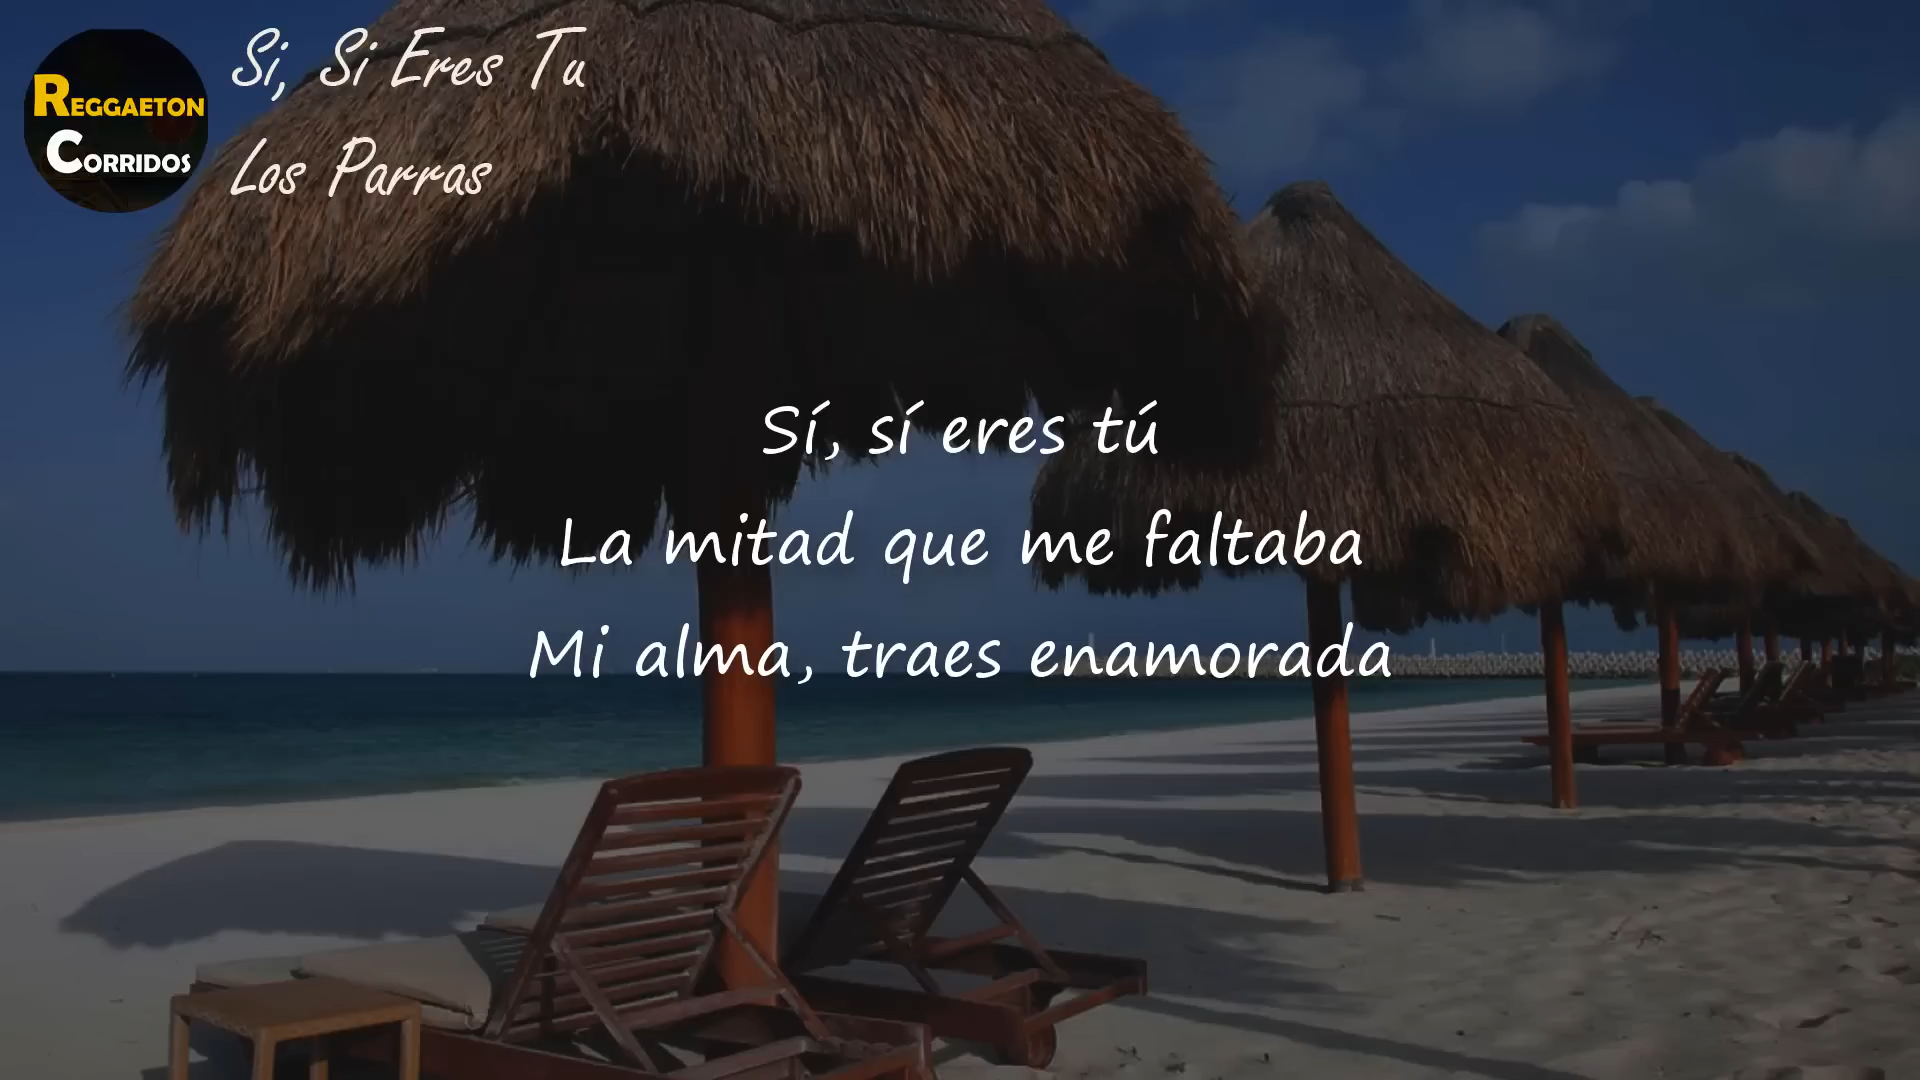 Si, Si Eres Tu
REGGAETON
CORRIDOS
Los Parras
Sí, sí eres tú
La mitad que me faltaba
Mi alma, traes enamorada